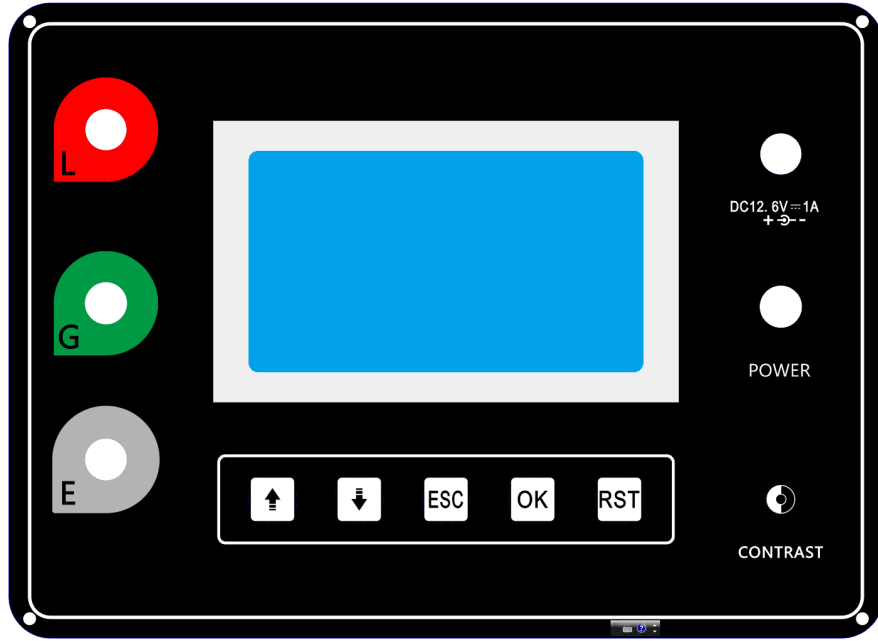 L
DC12.6V⎓1A
+ -
G
POWER
E
ESC OK RST
CONTRAST